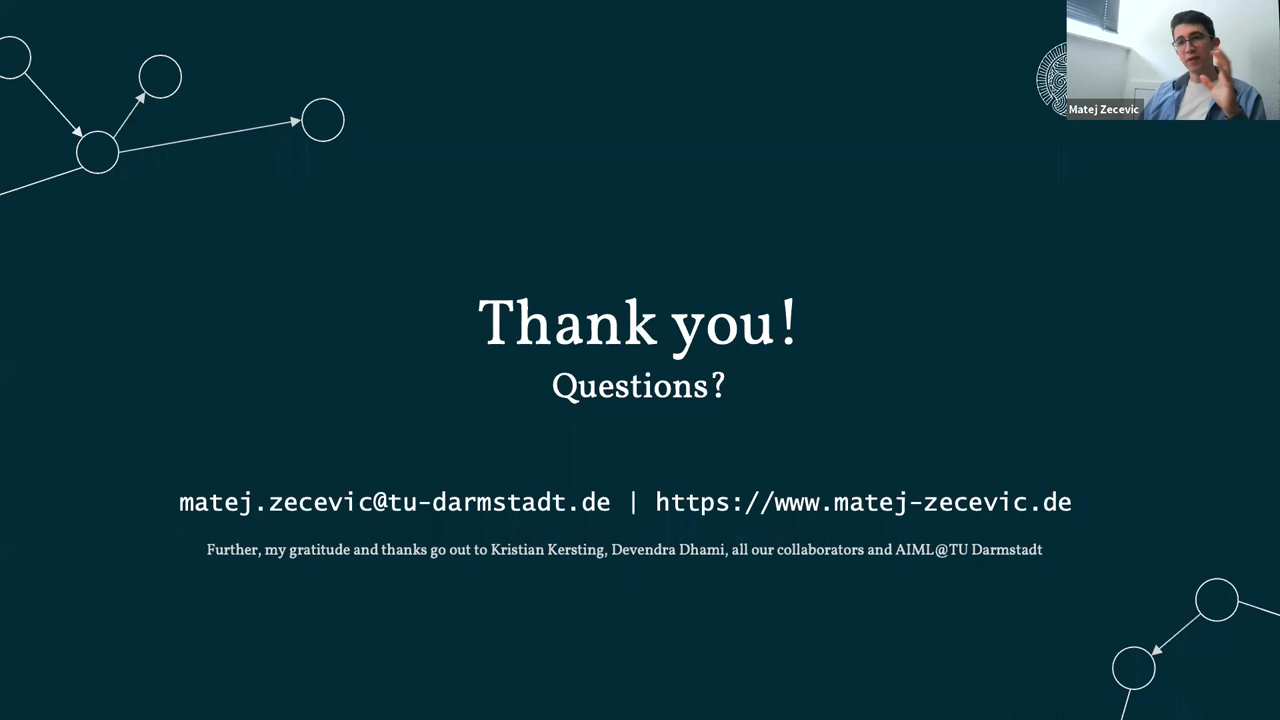 Matej Zecevic
Thank you!
Questions?
matej.zecevic@tu-darmstadt.de | https://www.matej-zecevic.de
Further, my gratitude and thanks go out to Kristian Kersting, Devendra Dhami, all our collaborators and AIML@TU Darmstadt